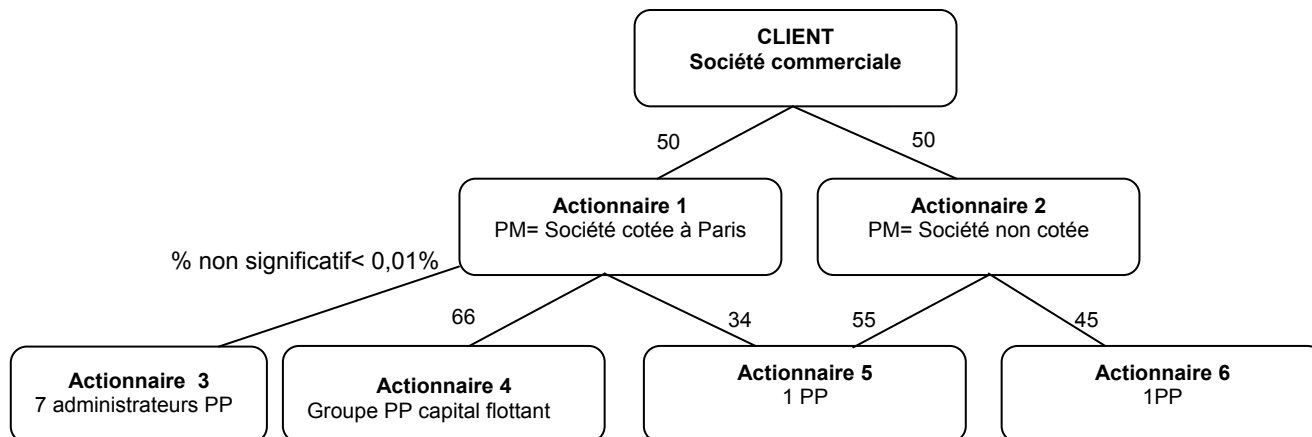 CLIENT
Société commerciale
50
50
Actionnaire 1
PM= Société cotée à Paris
Actionnaire 2
PM= Société non cotée
% non significatif< 0,01%
66
34
55
45
Actionnaire 3
7 administrateurs PP
Actionnaire 4
Groupe PP capital flottant
Actionnaire 5
1 PP
Actionnaire 6
1PP